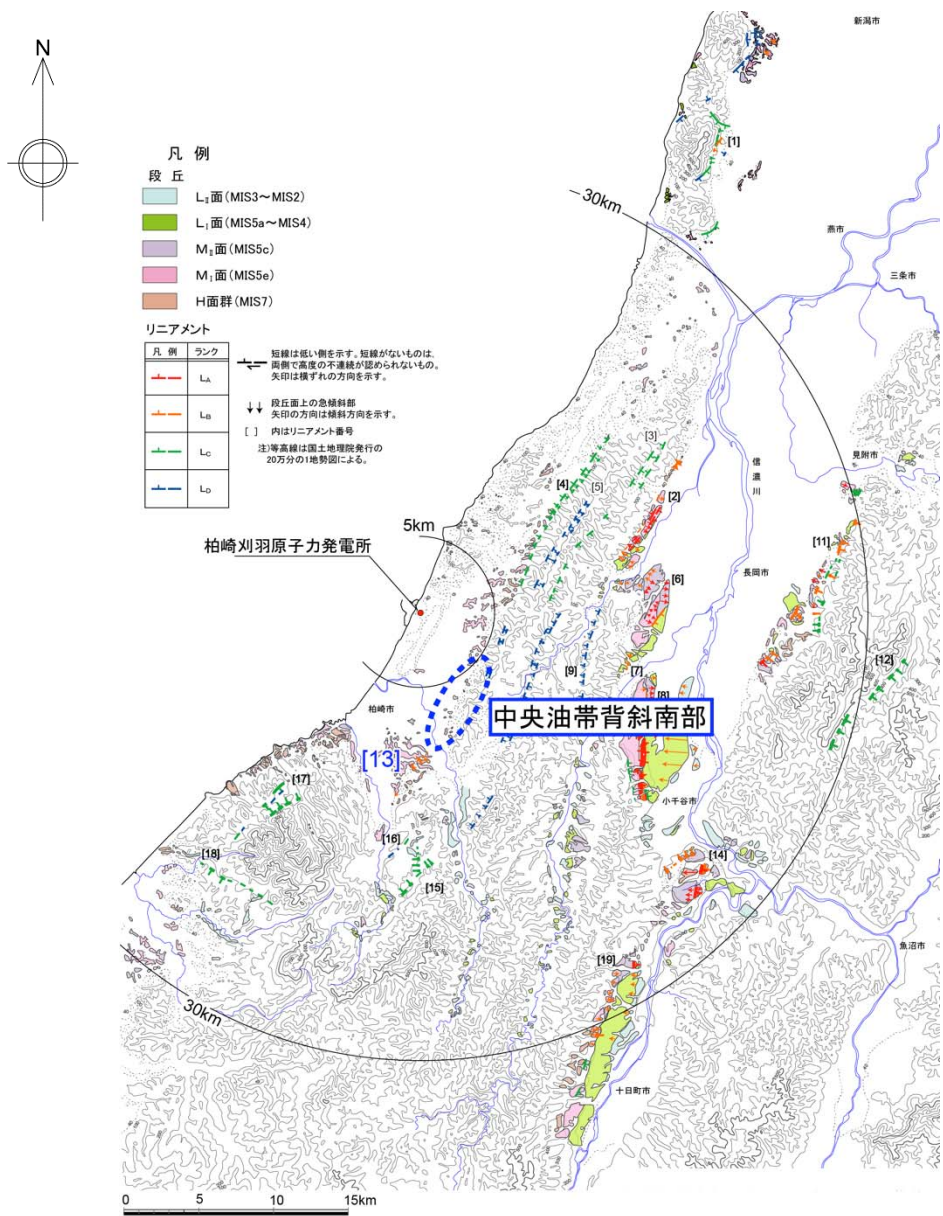 N
新潟市
凡 例
段 丘
LⅡ面(MIS3～MIS2)
LⅠ面(MIS5a～MIS4)
MⅡ面(MIS5c)
MⅠ面(MIS5e)
H面群(MIS7)
リニアメント
凡 例 ランク
LA
LB
LC
LD
短線は低い側を示す。短線がないものは、
両側で高度の不連続が認められないもの。
矢印は横ずれの方向を示す。
段丘面上の急傾斜部
矢印の方向は傾斜方向を示す。
[ ] 内はリニアメント番号
注)等高線は国土地理院発行の
20万分の1地勢図による。
[1]
30km
燕市
三条市
見附市
信濃川
[3]
[4]
[5]
[2]
5km
柏崎刈羽原子力発電所
[11]
長岡市
[6]
[7]
[9]
[8]
[12]
柏崎市
中央油帯背斜南部
[13]
小千谷市
[17]
[16]
[18]
[15]
[14]
魚沼市
[19]
30km
十日町市
0 5 10 15km